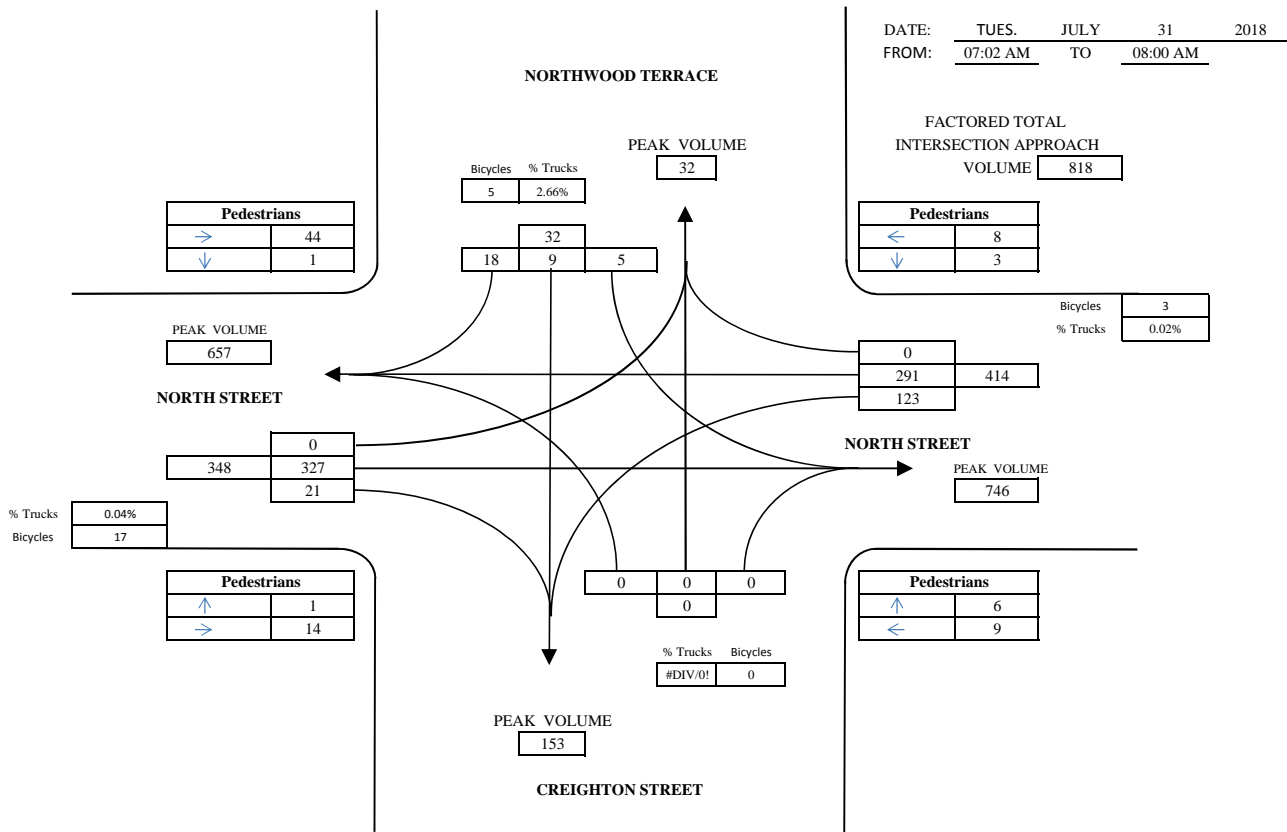 DATE: TUES. JULY 31 2018
FROM: 07:02 AM TO 08:00 AM
NORTHWOOD TERRACE
FACTORED TOTAL
INTERSECTION APPROACH
VOLUME 818
PEAK VOLUME
32
Bicycles % Trucks
5 2.66%
Pedestrians
→ 44
↓ 1
32
18 9 5
Pedestrians
← 8
↓ 3
Bicycles 3
% Trucks 0.02%
PEAK VOLUME
657
NORTH STREET
0
291 414
123
0
348 327
21
NORTH STREET
PEAK VOLUME
746
% Trucks 0.04%
Bicycles 17
Pedestrians
↑ 1
→ 14
0 0 0
0
Pedestrians
↑ 6
← 9
% Trucks Bicycles
#DIV/0! 0
PEAK VOLUME
153
CREIGHTON STREET